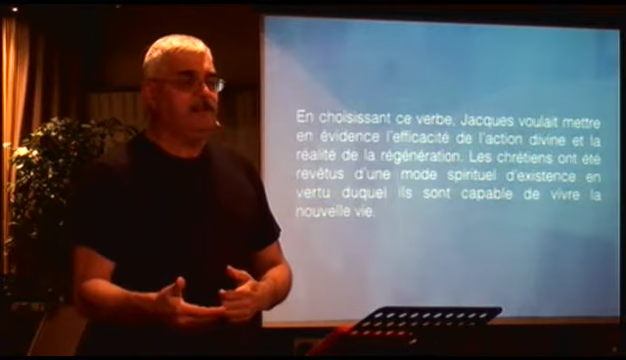 En choisissant ce verbe, Jacques voulait mettre
en évidence l'efficacité de l'action divine et la
réalité de la régénération. Les chrétiens ont été
revêtus d'une mode spirituel d'existence en
vertu duquel ils sont capable de vivre la
nouvelle vie.